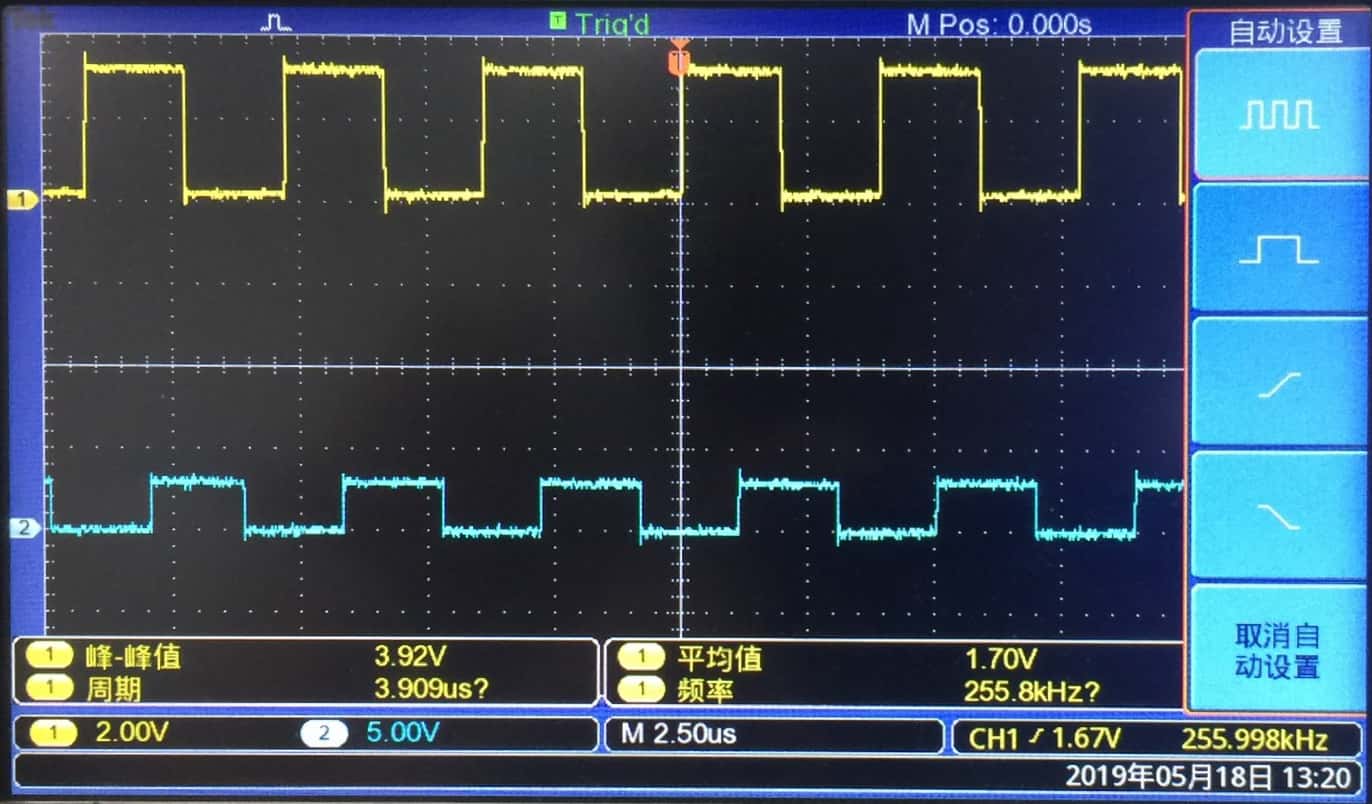 T Triq'd M Pos: 0.000s 自动设置
T
1
2
取消自
动设置
1 峰-峰值 3.92V 1 平均值 1.70V
1 周期 3.909us? 1 频率 255.8kHz?
1 2.00V 2 5.00V M 2.50us CH1 1.67V 255.998kHz
2019年05月18日 13:20